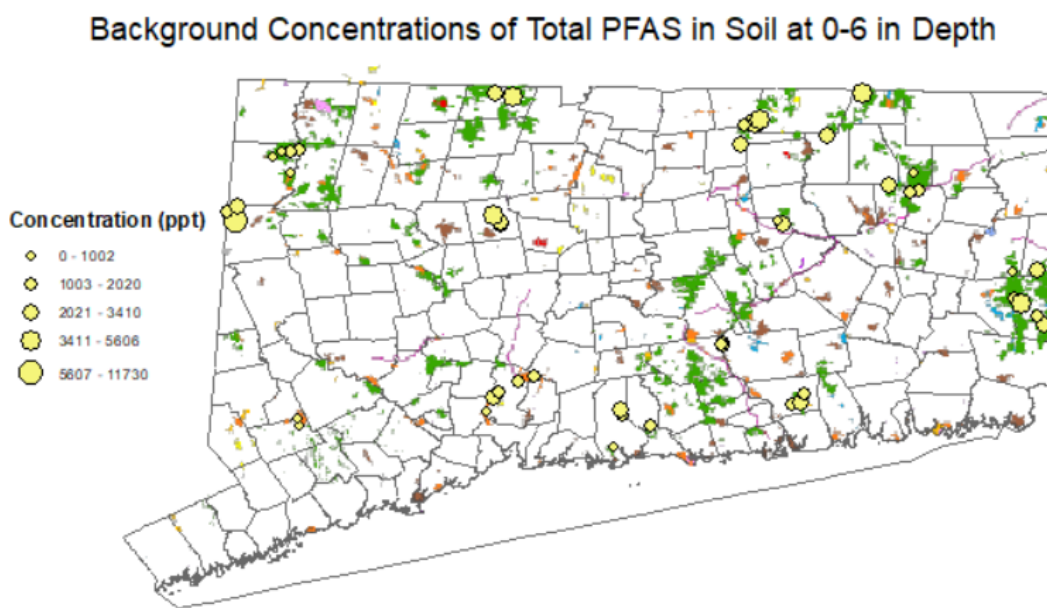 Background Concentrations of Total PFAS in Soil at 0-6 in Depth
Concentration (ppt)
0 - 1002
1003 - 2020
2021 - 3410
3411 - 5606
5607 - 11730